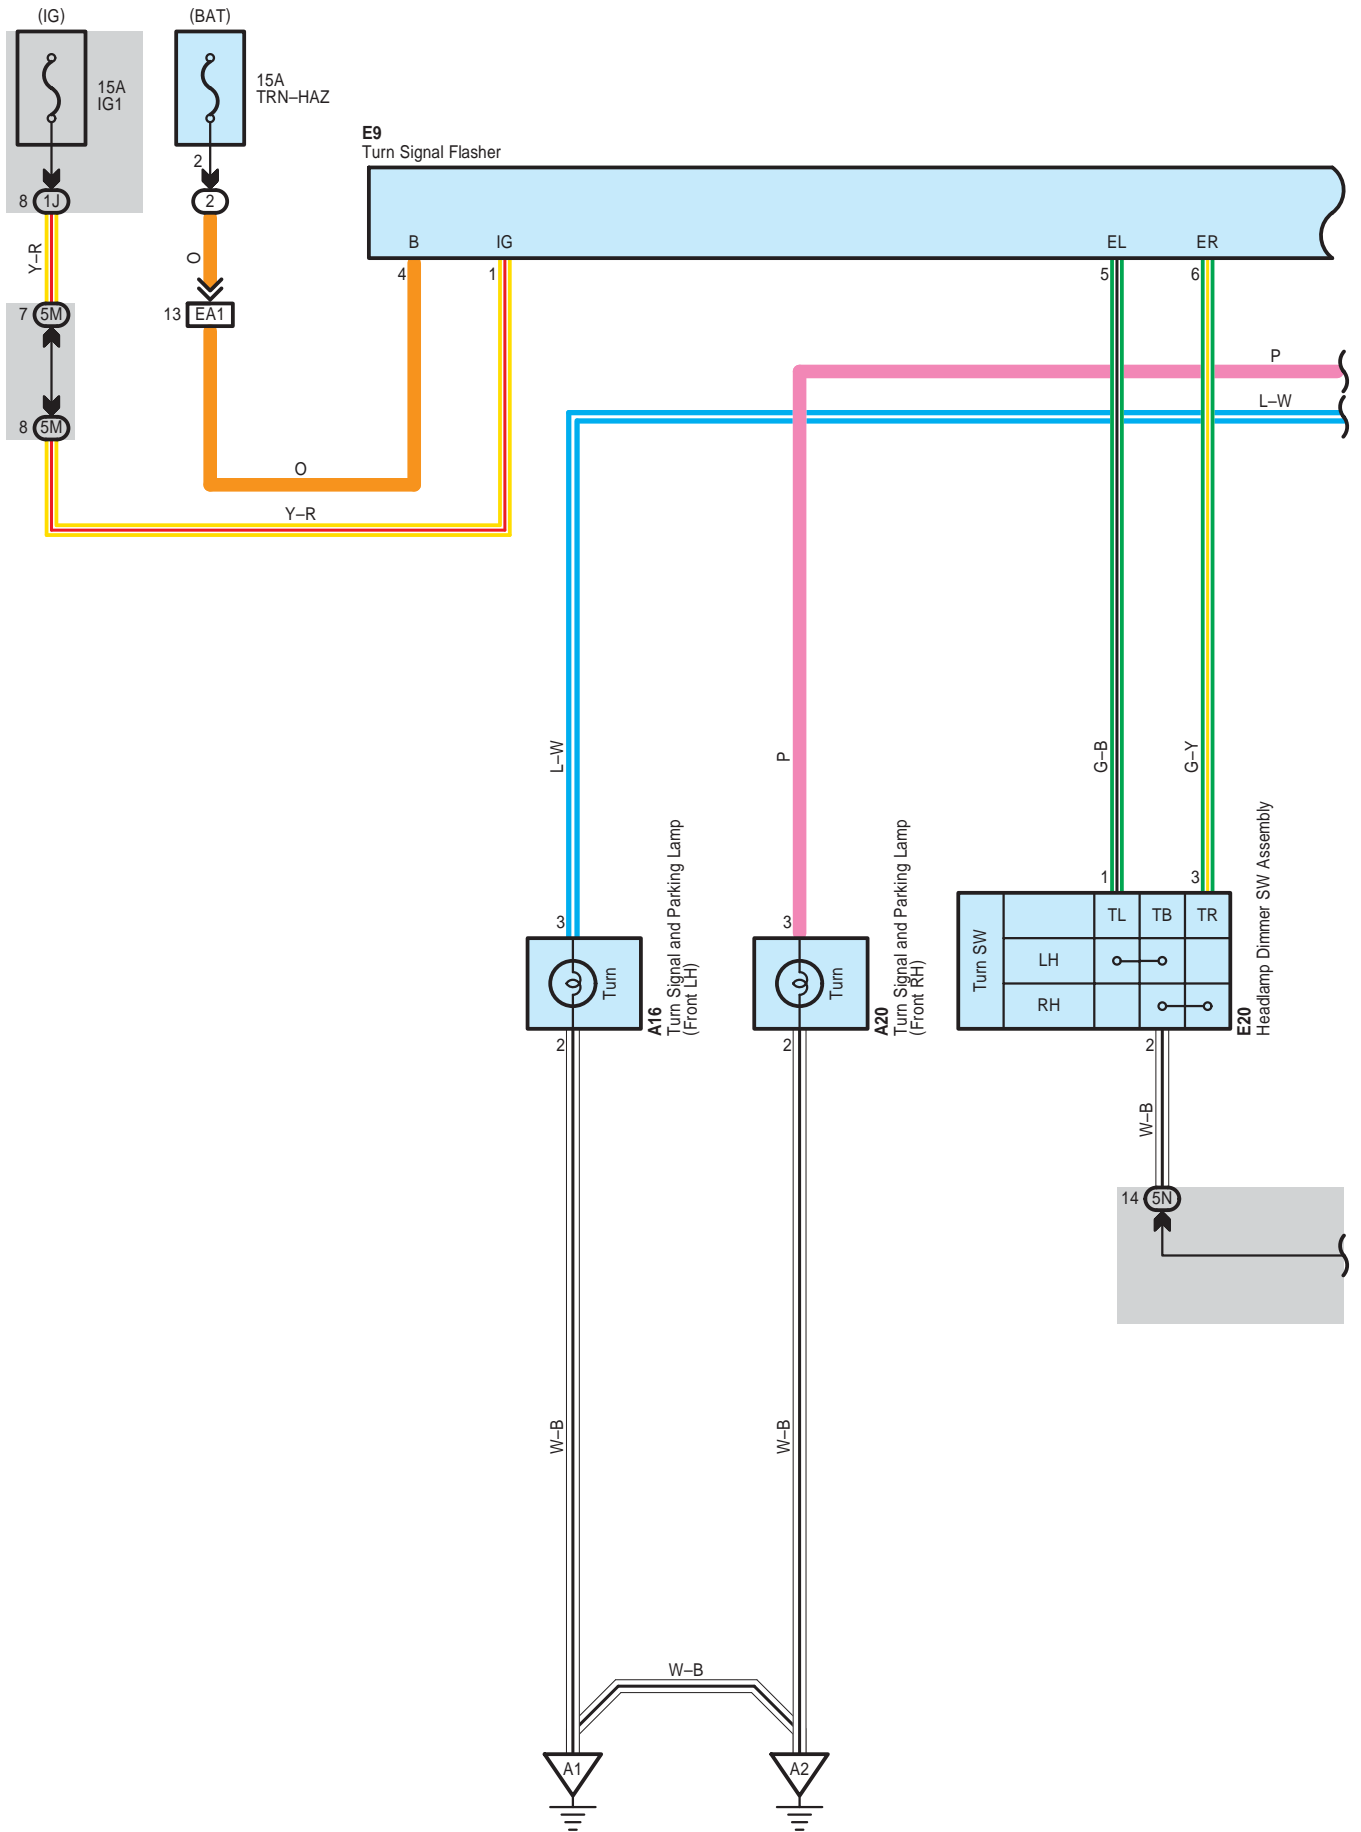 (IG)
(BAT)
15A
IG1
15A
TRN–HAZ
E9
Turn Signal Flasher
2
8
1J
2
B
IG
EL
ER
4
1
5
6
Y–R
O
7
5M
13
EA1
P
L–W
8
5M
O
Y–R
L–W
P
G–B
G–Y
3
3
1
3
Turn
A16
Turn Signal and Parking Lamp
(Front LH)
Turn
A20
Turn Signal and Parking Lamp
(Front RH)
Turn SW
TL
TB
TR
LH
RH
E20
Headlamp Dimmer SW Assembly
2
2
2
W–B
14
5N
W–B
W–B
W–B
A1
A2